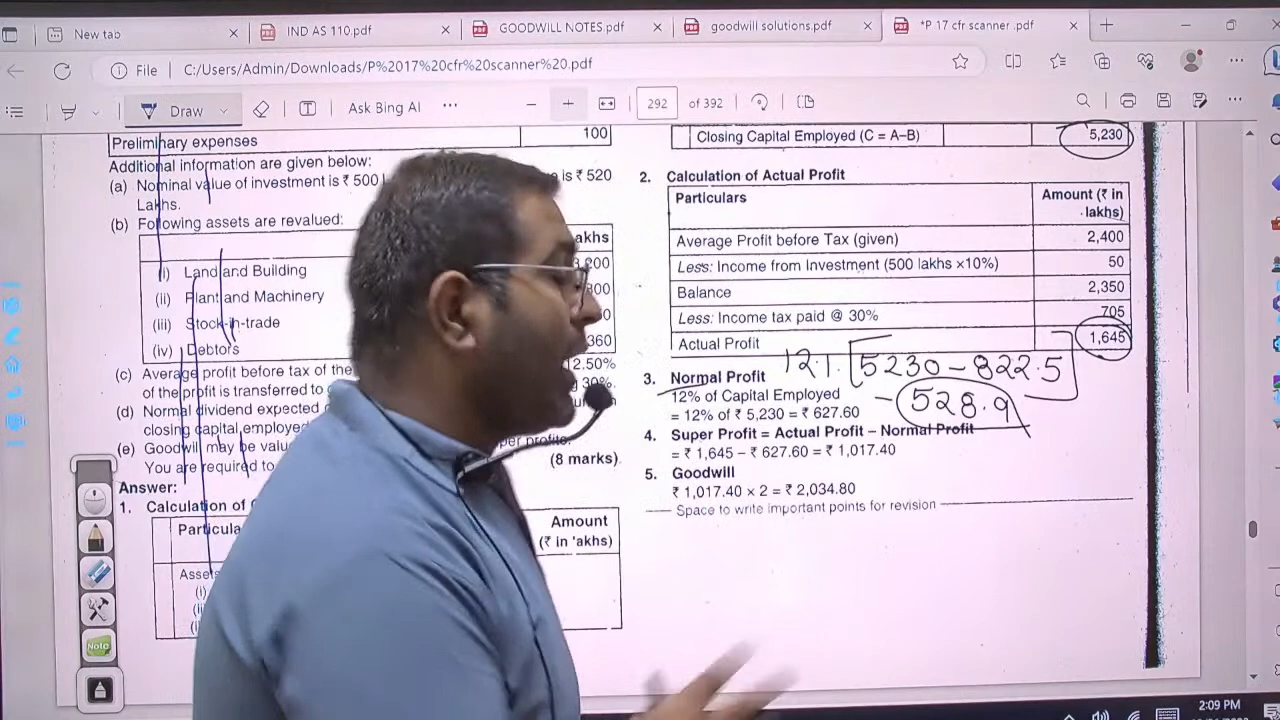 New tab
IND AS 110.pdf
GOODWILL NOTES.pdf
goodwill solutions.pdf
*P 17 cfr scanner .pdf
File
C:/Users/Admin/Downloads/P%2017%20cfr%20scanner%20.pdf
Draw
Ask Bing AI
292 of 392
Preliminary expenses 100
Additional information are given below:
(a) Nominal value of investment is ₹ 500 is ₹ 520
Lakhs.
(b) Following assets are revalued:
akhs
(i) Land and Building 3,200
(ii) Plant and Machinery
(iii) Stock-in-trade
(iv) Debtors 360
(c) Average profit before tax of the 12.50%
of the profit is transferred to 30%.
(d) Normal dividend expected
closing capital employed
(e) Goodwill may be value per profits.
You are required to
(8 marks)
Answer:
1. Calculation of
Particula Amount
(₹ in 'akhs)
Assets
(i)
Closing Capital Employed (C = A–B) 5,230
2. Calculation of Actual Profit
Particulars Amount (₹ in
lakhs)
Average Profit before Tax (given) 2,400
Less: Income from Investment (500 lakhs ×10%) 50
Balance 2,350
Less: Income tax paid @ 30% 705
Actual Profit 1,645
12%. [5230 – 822.5]
3. Normal Profit
12% of Capital Employed
– 528.9
= 12% of ₹ 5,230 = ₹ 627.60
4. Super Profit = Actual Profit – Normal Profit
= ₹ 1,645 – ₹ 627.60 = ₹ 1,017.40
5. Goodwill
₹ 1,017.40 × 2 = ₹ 2,034.80
Space to write important points for revision
Note
2:09 PM